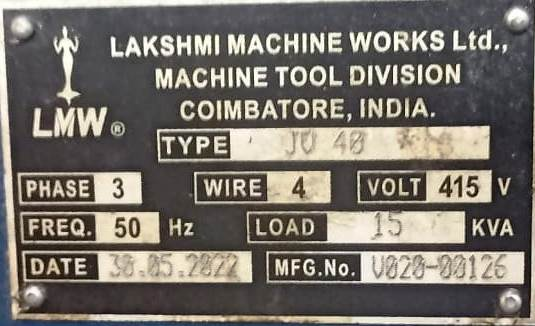 LAKSHMI MACHINE WORKS Ltd.,
MACHINE TOOL DIVISION
COIMBATORE, INDIA.
LMW®
TYPE JV 40
PHASE 3 WIRE 4 VOLT 415 V
FREQ. 50 Hz LOAD 15 KVA
DATE 30.05.2022 MFG.No. V020-00126